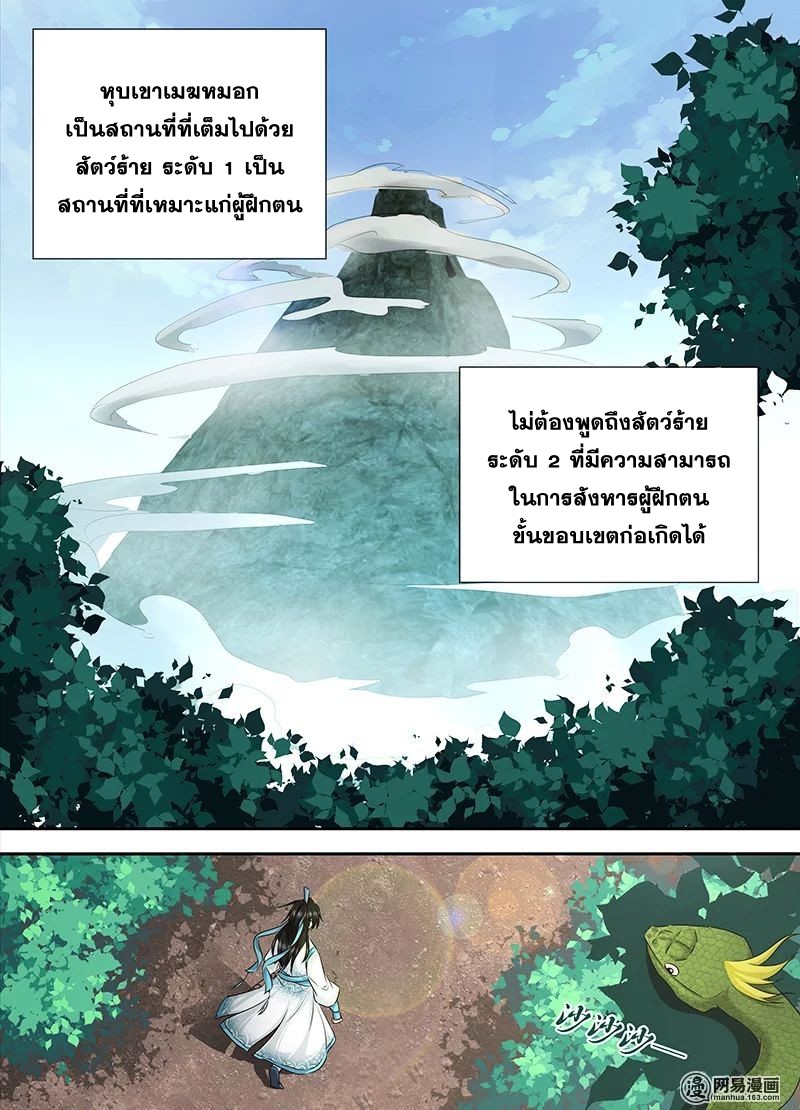 หุบเขาเมฆหมอก
เป็นสถานที่ที่เต็มไปด้วย
สัตว์ร้าย ระดับ 1 เป็น
สถานที่ที่เหมาะแก่ผู้ฝึกตน
ไม่ต้องพูดถึงสัตว์ร้าย
ระดับ 2 ที่มีความสามารถ
ในการสังหารผู้ฝึกตน
ขั้นขอบเขตก่อเกิดได้
沙沙沙—
漫 网易漫画
manhua.163.com